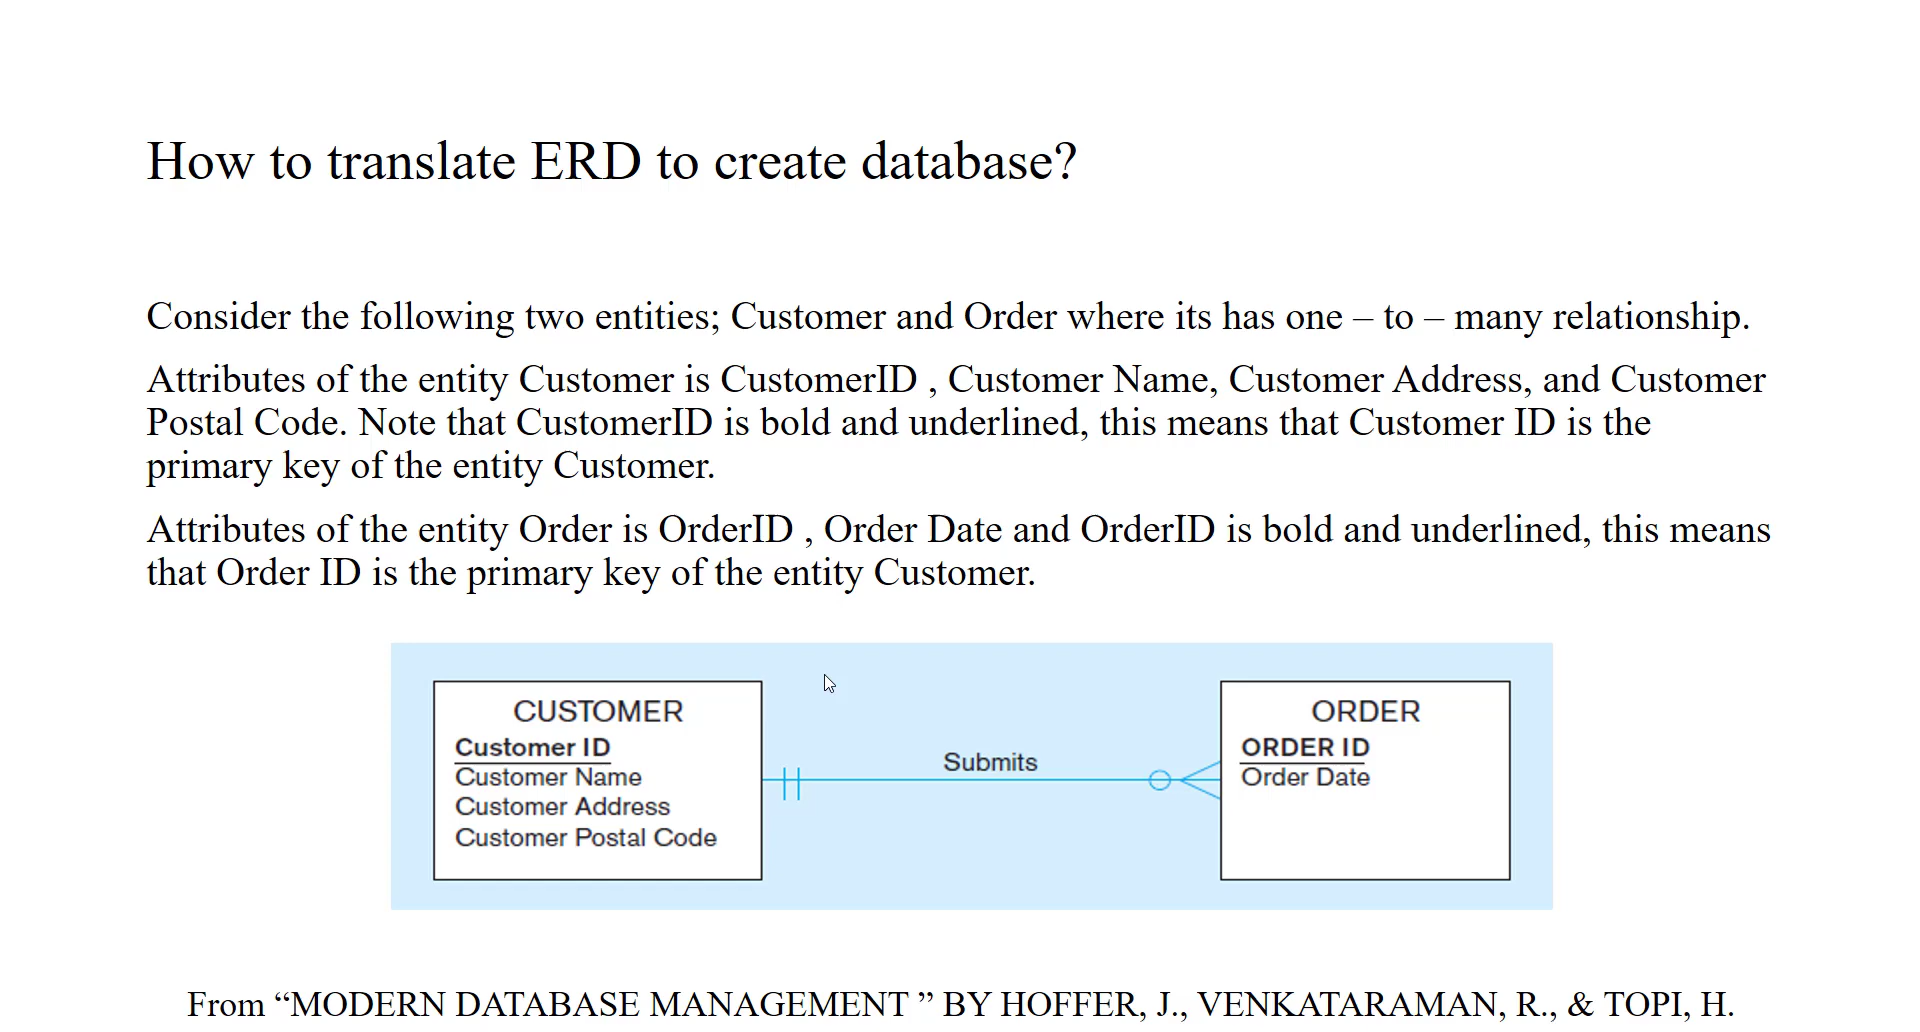 How to translate ERD to create database?
Consider the following two entities; Customer and Order where its has one – to – many relationship.
Attributes of the entity Customer is CustomerID , Customer Name, Customer Address, and Customer
Postal Code. Note that CustomerID is bold and underlined, this means that Customer ID is the
primary key of the entity Customer.
Attributes of the entity Order is OrderID , Order Date and OrderID is bold and underlined, this means
that Order ID is the primary key of the entity Customer.
CUSTOMER
Customer ID
Customer Name
Customer Address
Customer Postal Code
Submits
ORDER
ORDER ID
Order Date
From “MODERN DATABASE MANAGEMENT ” BY HOFFER, J., VENKATARAMAN, R., & TOPI, H.